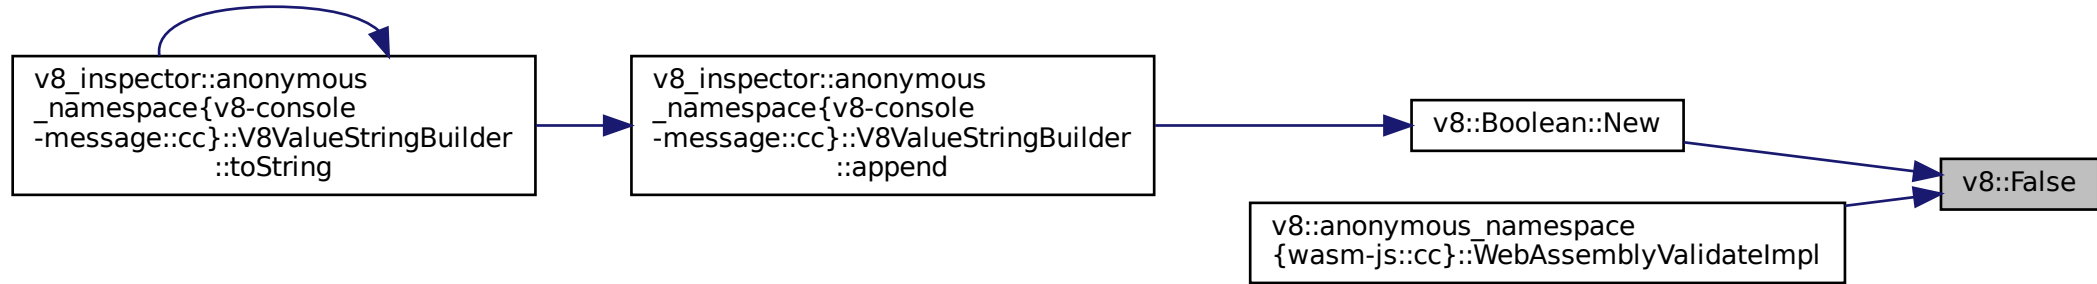 v8_inspector::anonymous
_namespace{v8-console
-message::cc}::V8ValueStringBuilder
::toString
v8_inspector::anonymous
_namespace{v8-console
-message::cc}::V8ValueStringBuilder
::append
v8::Boolean::New
v8::False
v8::anonymous_namespace
{wasm-js::cc}::WebAssemblyValidateImpl